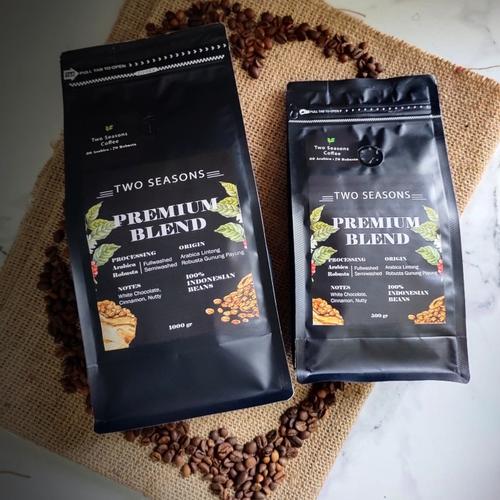 PULL TAB TO OPEN
Two Seasons
Coffee
TWO SEASONS
PREMIUM
BLEND
PROCESSING
Arabica | Fullwashed
Robusta | Semiwashed
ORIGIN
Arabica Lintong
Robusta Gunung Payung
NOTES
White Chocolate,
Cinnamon, Nutty
100%
INDONESIAN
BEANS
1000 gr
PULL TAB TO OPEN
Two Seasons
Coffee
TWO SEASONS
PREMIUM
BLEND
PROCESSING
Arabica | Fullwashed
Robusta | Semiwashed
ORIGIN
Arabica Lintong
Robusta Gunung Payung
NOTES
White Chocolate,
Cinnamon, Nutty
100%
INDONESIAN
BEANS
500 gr